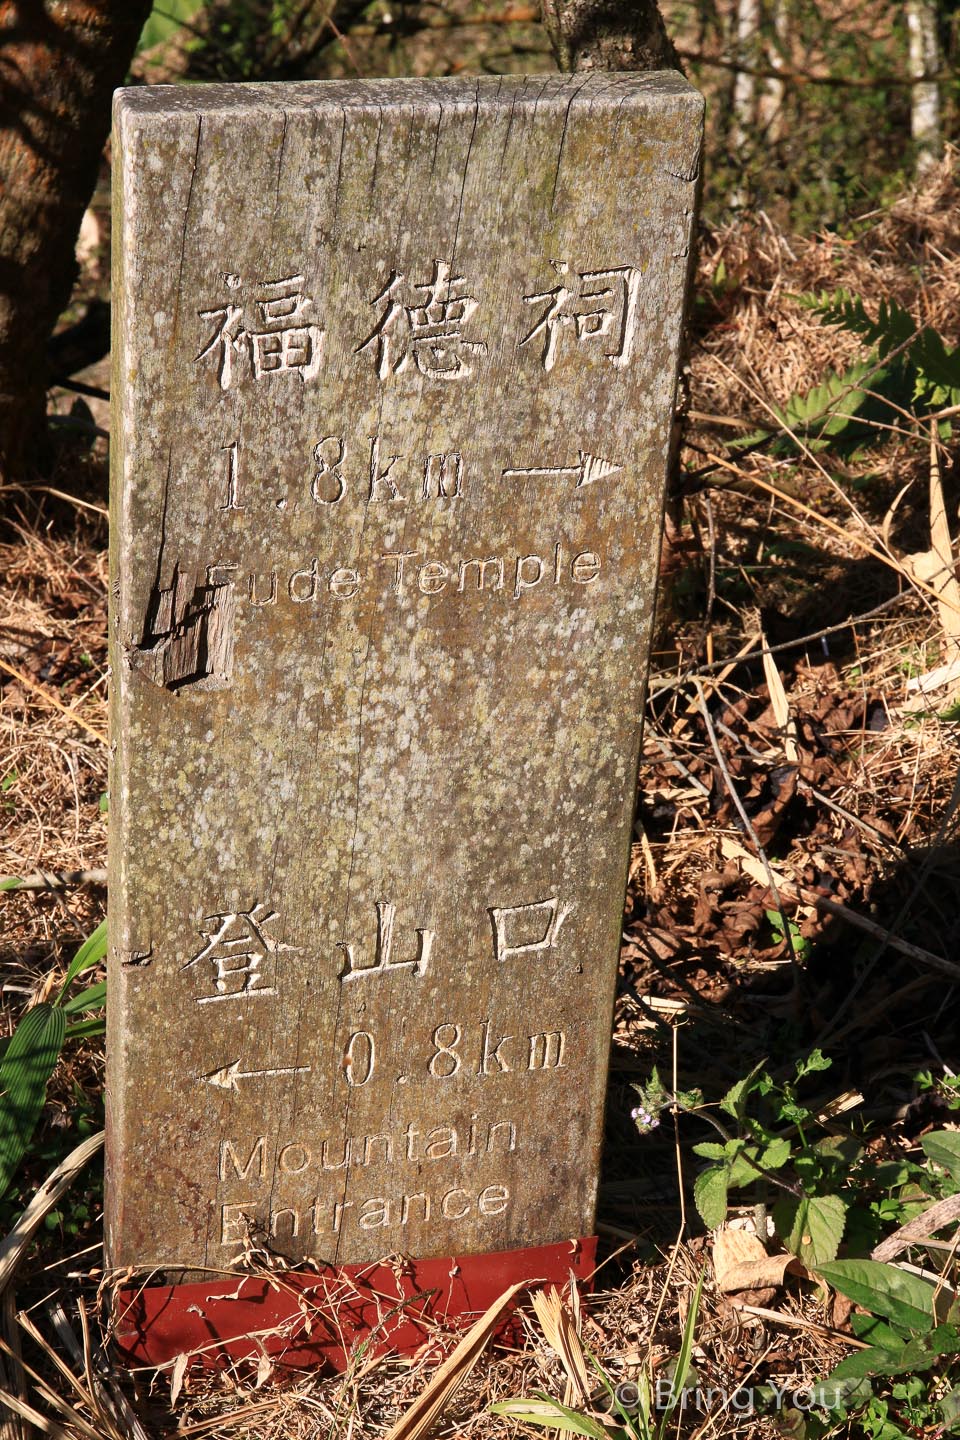 福德祠
1.8km →
Fude Temple
登山口
← 0.8km
Mountain
Entrance
© Bring You